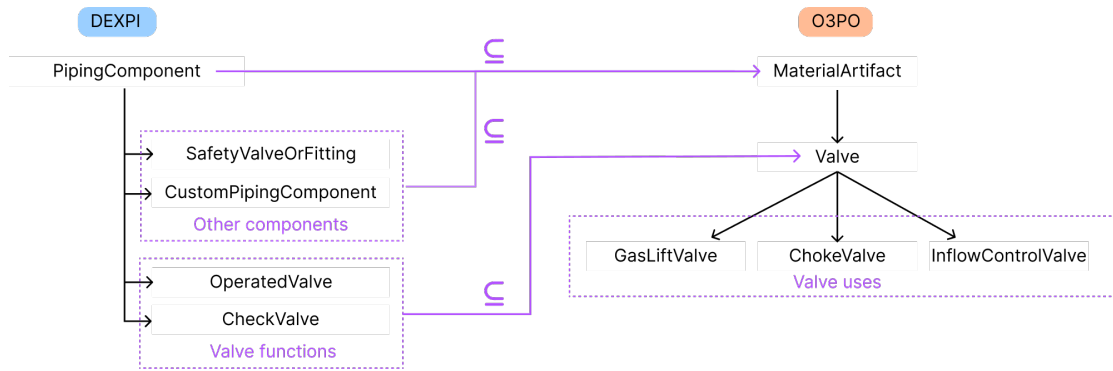 DEXPI
O3PO
⊆
PipingComponent
MaterialArtifact
⊆
SafetyValveOrFitting
Valve
CustomPipingComponent
Other components
GasLiftValve
ChokeValve
InflowControlValve
OperatedValve
Valve uses
⊆
CheckValve
Valve functions